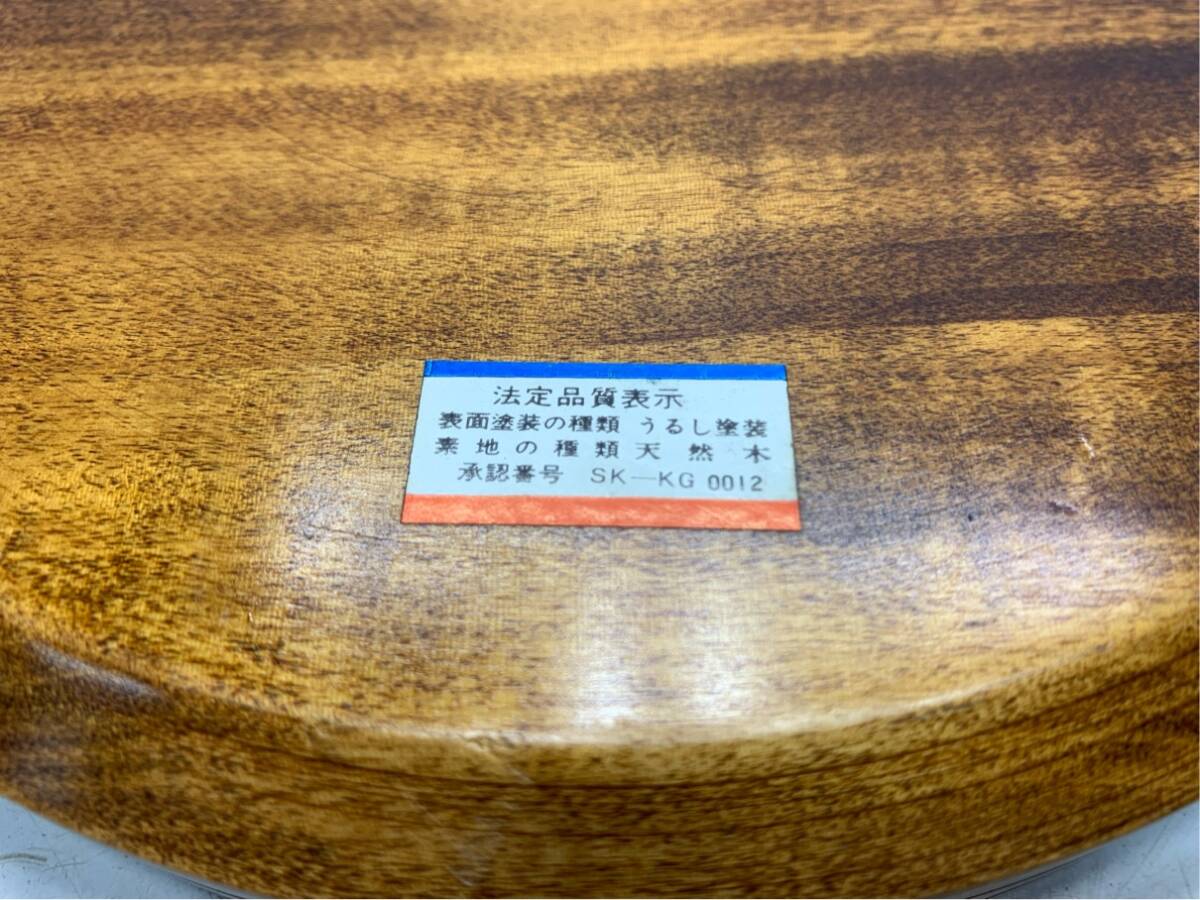 法定品質表示
表面塗装の種類 うるし塗装
素地の種類 天然木
承認番号 SK—KG 0012